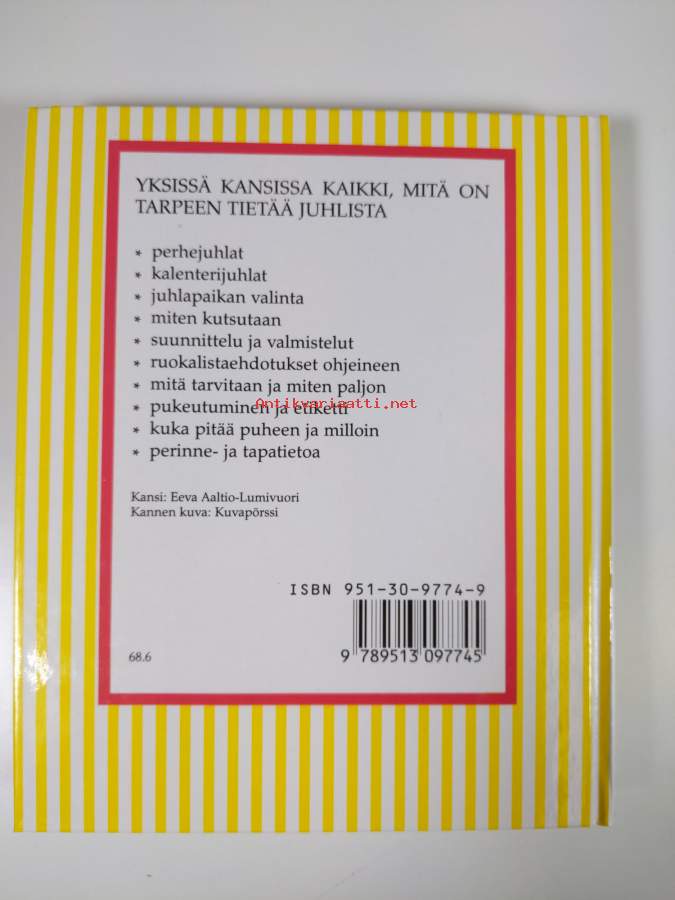 YKSISSÄ KANSISSA KAIKKI, MITÄ ON
TARPEEN TIETÄÄ JUHLISTA
* perhejuhlat
* kalenterijuhlat
* juhlapaikan valinta
* miten kutsutaan
* suunnittelu ja valmistelut
* ruokalistaehdotukset ohjeineen
* mitä tarvitaan ja miten paljon
Antikvariaatti.net
* pukeutuminen ja etiketti
* kuka pitää puheen ja milloin
* perinne- ja tapatietoa
Kansi: Eeva Aaltio-Lumivuori
Kannen kuva: Kuvapörssi
ISBN 951-30-9774-9
68.6
9 789513 097745